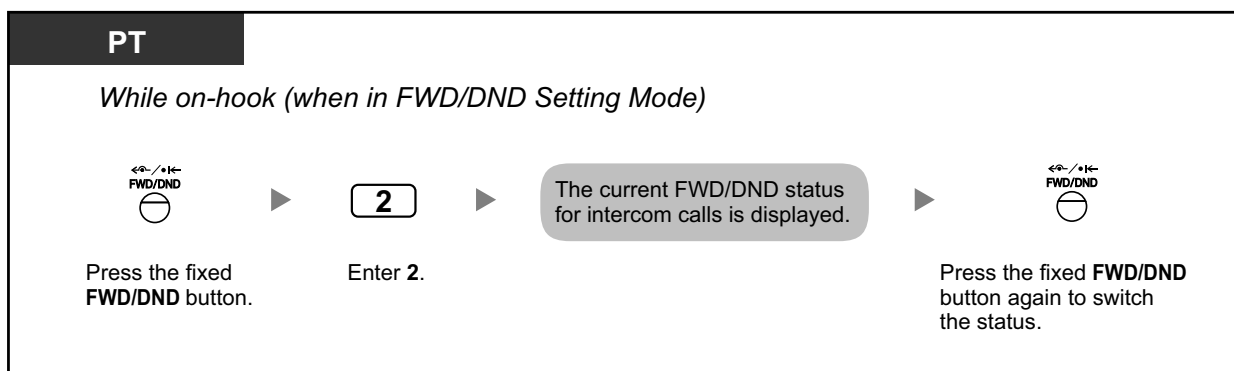 PT
While on-hook (when in FWD/DND Setting Mode)
FWD/DND
2
The current FWD/DND status
for intercom calls is displayed.
FWD/DND
Press the fixed
FWD/DND button.
Enter 2.
Press the fixed FWD/DND
button again to switch
the status.